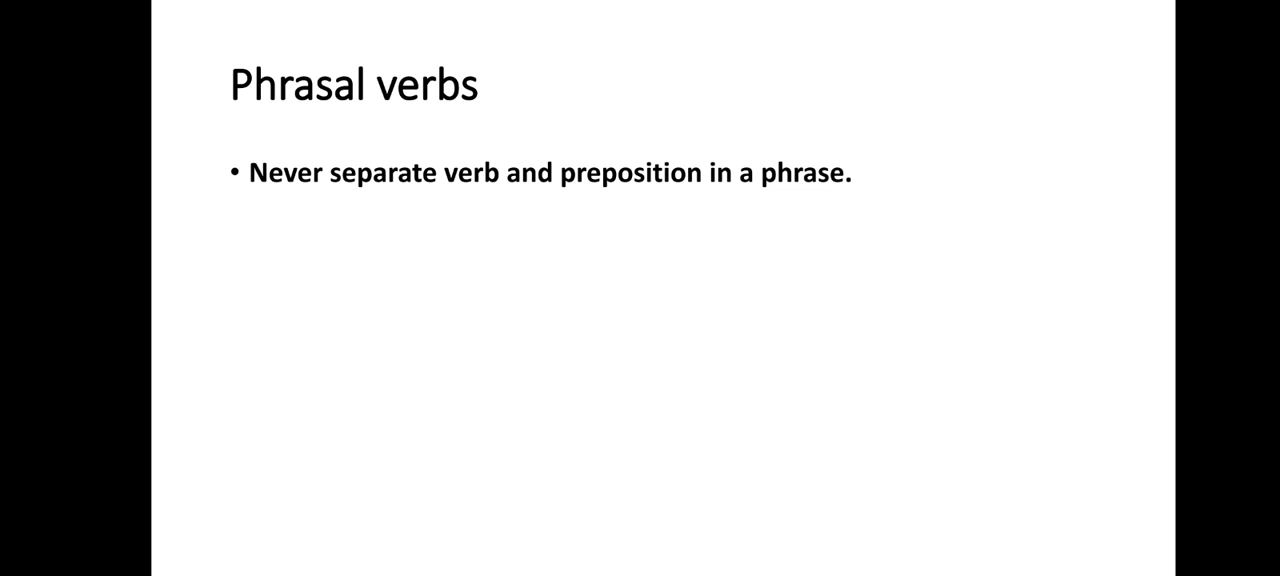 Phrasal verbs
• Never separate verb and preposition in a phrase.